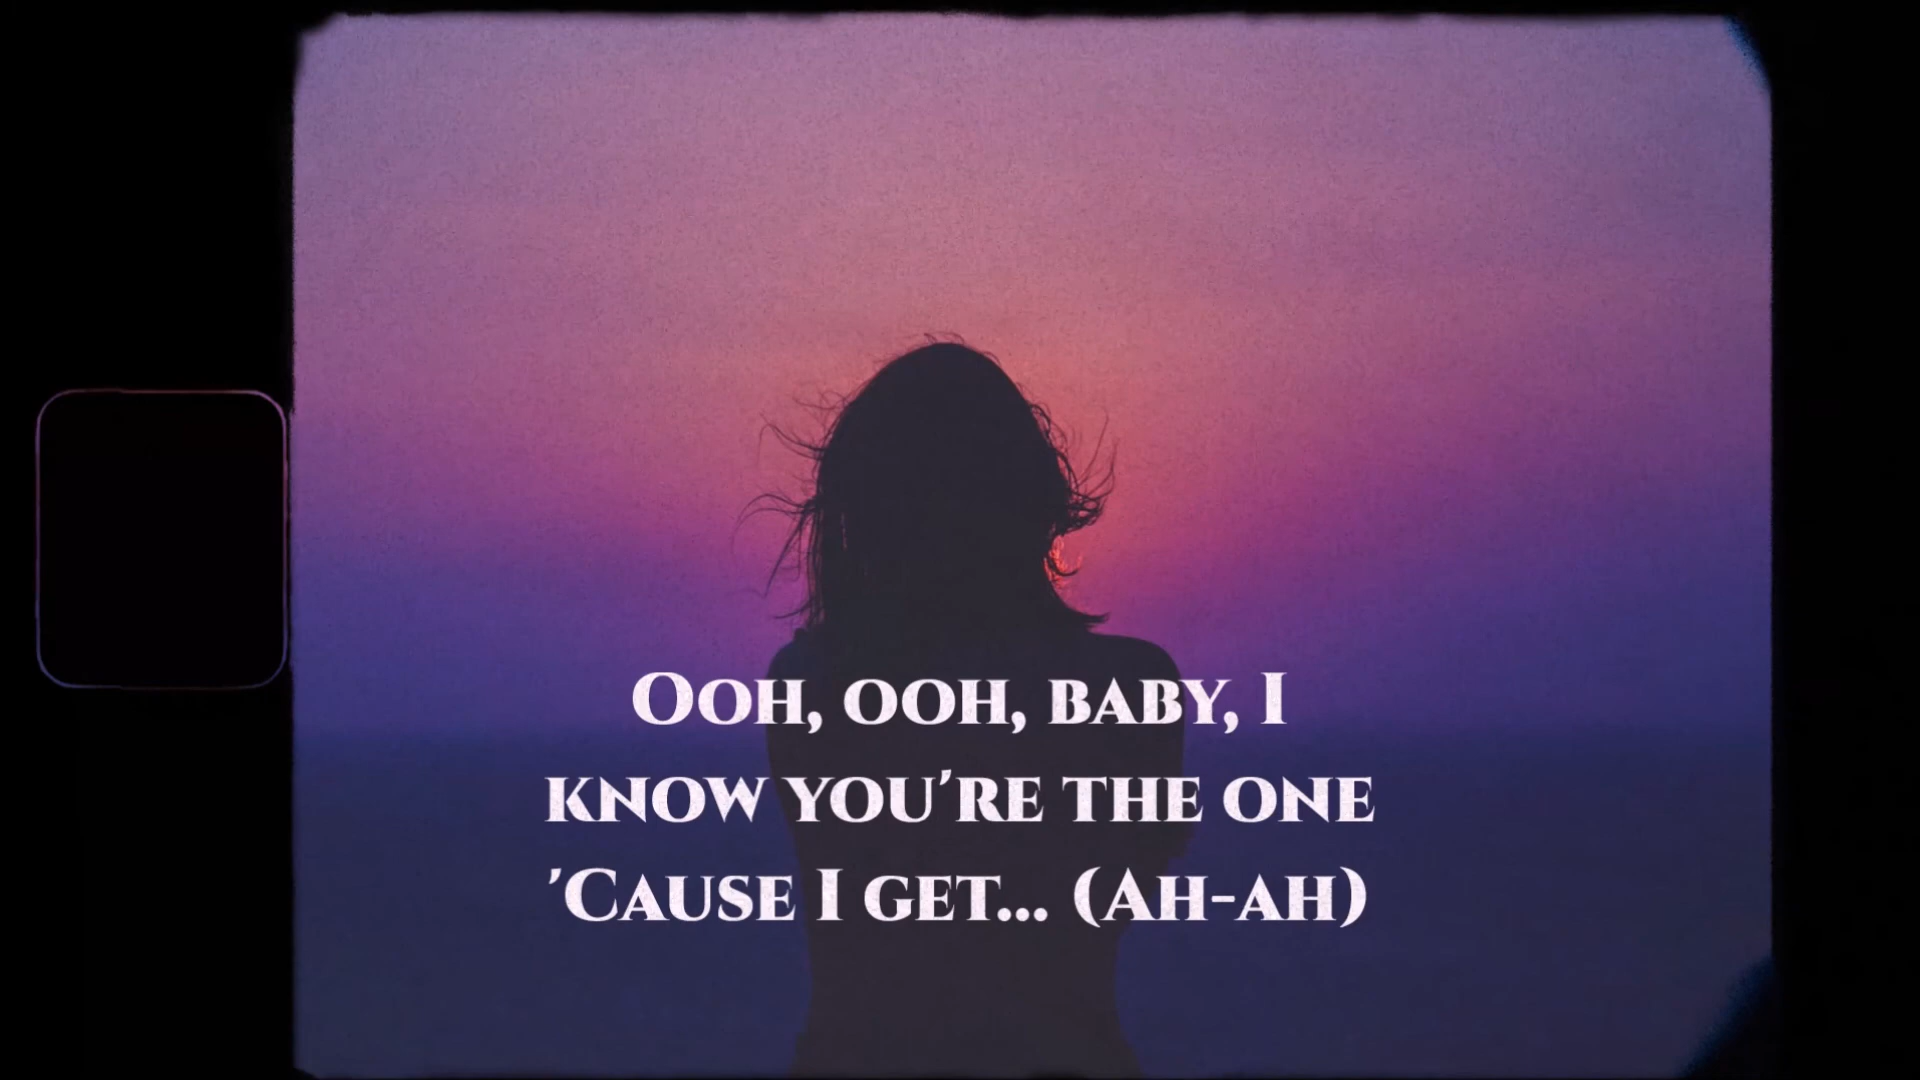 Ooh, ooh, baby, I
know you're the one
'Cause I get... (Ah-ah)